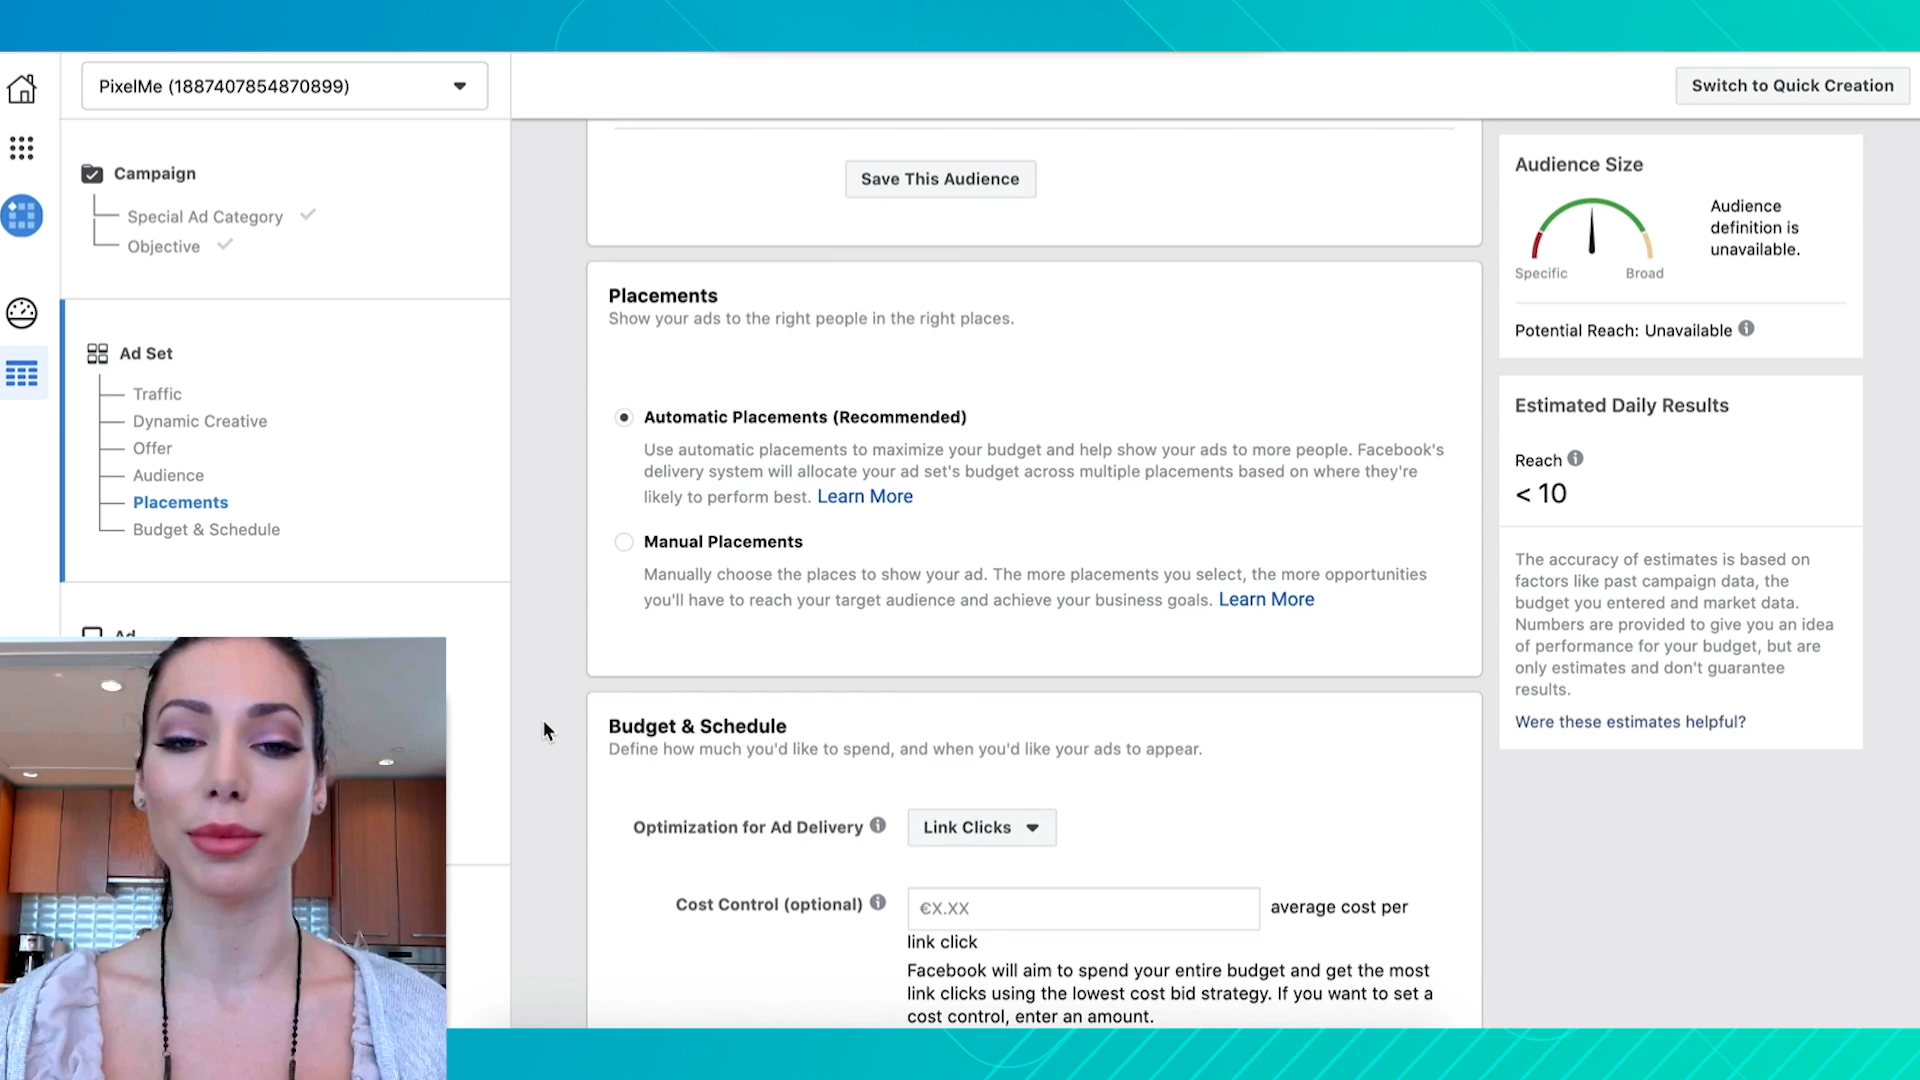 PixelMe (1887407854870899)
Switch to Quick Creation
Campaign
Special Ad Category
Objective
Ad Set
Traffic
Dynamic Creative
Offer
Audience
Placements
Budget & Schedule
Ad
Save This Audience
Placements
Show your ads to the right people in the right places.
Automatic Placements (Recommended)
Use automatic placements to maximize your budget and help show your ads to more people. Facebook's
delivery system will allocate your ad set's budget across multiple placements based on where they're
likely to perform best. Learn More
Manual Placements
Manually choose the places to show your ad. The more placements you select, the more opportunities
you'll have to reach your target audience and achieve your business goals. Learn More
Budget & Schedule
Define how much you'd like to spend, and when you'd like your ads to appear.
Optimization for Ad Delivery
Link Clicks
Cost Control (optional)
€X.XX
average cost per
link click
Facebook will aim to spend your entire budget and get the most
link clicks using the lowest cost bid strategy. If you want to set a
cost control, enter an amount.
Audience Size
Specific
Broad
Audience
definition is
unavailable.
Potential Reach: Unavailable
Estimated Daily Results
Reach
< 10
The accuracy of estimates is based on
factors like past campaign data, the
budget you entered and market data.
Numbers are provided to give you an idea
of performance for your budget, but are
only estimates and don't guarantee
results.
Were these estimates helpful?